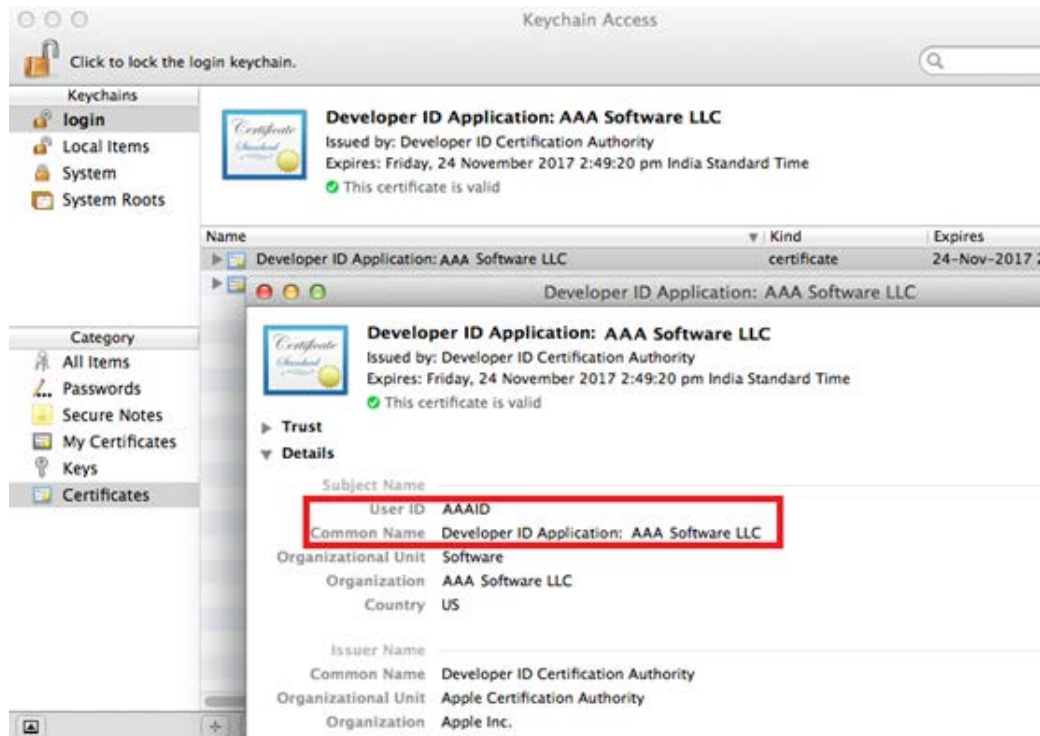 Keychain Access
Click to lock the login keychain.
Keychains
login
Local Items
System
System Roots
Certificate
Standard
Developer ID Application: AAA Software LLC
Issued by: Developer ID Certification Authority
Expires: Friday, 24 November 2017 2:49:20 pm India Standard Time
This certificate is valid
Name Kind Expires
Developer ID Application: AAA Software LLC certificate 24-Nov-2017 2
Developer ID Application: AAA Software LLC
Category
All Items
Passwords
Secure Notes
My Certificates
Keys
Certificates
Certificate
Standard
Developer ID Application: AAA Software LLC
Issued by: Developer ID Certification Authority
Expires: Friday, 24 November 2017 2:49:20 pm India Standard Time
This certificate is valid
Trust
Details
Subject Name
User ID AAAID
Common Name Developer ID Application: AAA Software LLC
Organizational Unit Software
Organization AAA Software LLC
Country US
Issuer Name
Common Name Developer ID Certification Authority
Organizational Unit Apple Certification Authority
Organization Apple Inc.